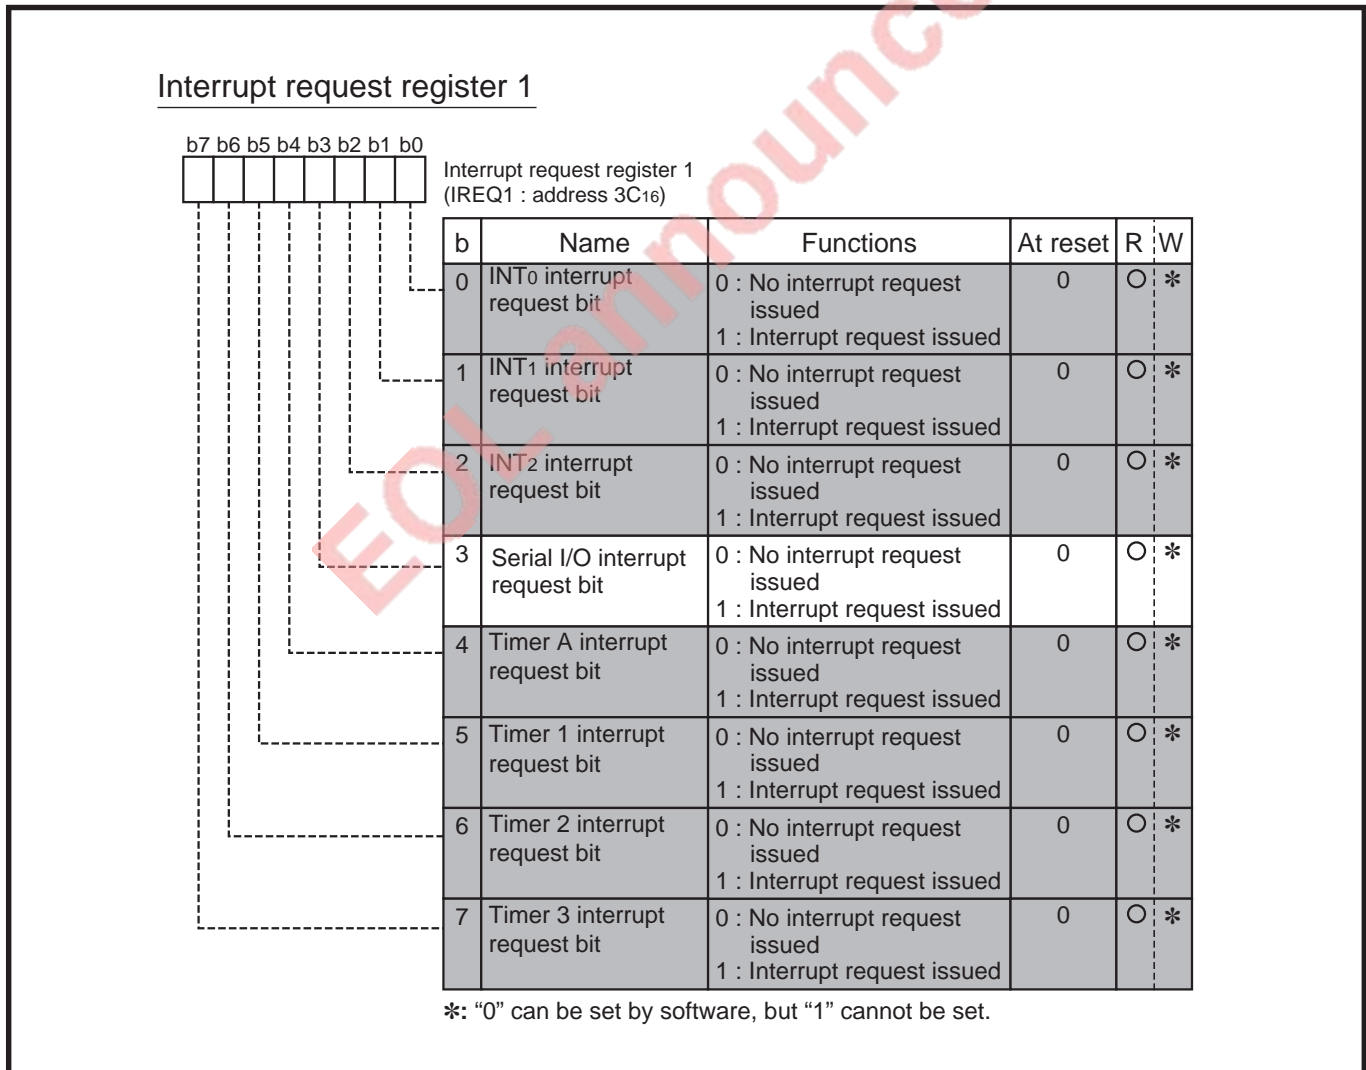 Interrupt request register 1
b7 b6 b5 b4 b3 b2 b1 b0
Interrupt request register 1
(IREQ1 : address 3C16)
b Name Functions At reset R W
0 INT0 interrupt request bit 0 : No interrupt request issued 1 : Interrupt request issued 0 O ✻
1 INT1 interrupt request bit 0 : No interrupt request issued 1 : Interrupt request issued 0 O ✻
2 INT2 interrupt request bit 0 : No interrupt request issued 1 : Interrupt request issued 0 O ✻
3 Serial I/O interrupt request bit 0 : No interrupt request issued 1 : Interrupt request issued 0 O ✻
4 Timer A interrupt request bit 0 : No interrupt request issued 1 : Interrupt request issued 0 O ✻
5 Timer 1 interrupt request bit 0 : No interrupt request issued 1 : Interrupt request issued 0 O ✻
6 Timer 2 interrupt request bit 0 : No interrupt request issued 1 : Interrupt request issued 0 O ✻
7 Timer 3 interrupt request bit 0 : No interrupt request issued 1 : Interrupt request issued 0 O ✻
✻: “0” can be set by software, but “1” cannot be set.
EOL announc